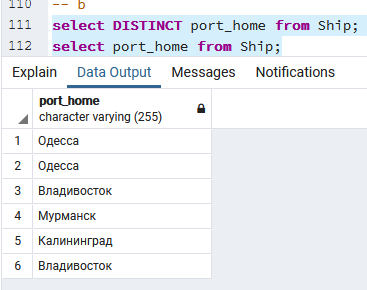 110 -- b
111 select DISTINCT port_home from Ship;
112 select port_home from Ship;
Explain Data Output Messages Notifications
port_home
character varying (255)
1 Одесса
2 Одесса
3 Владивосток
4 Мурманск
5 Калининград
6 Владивосток